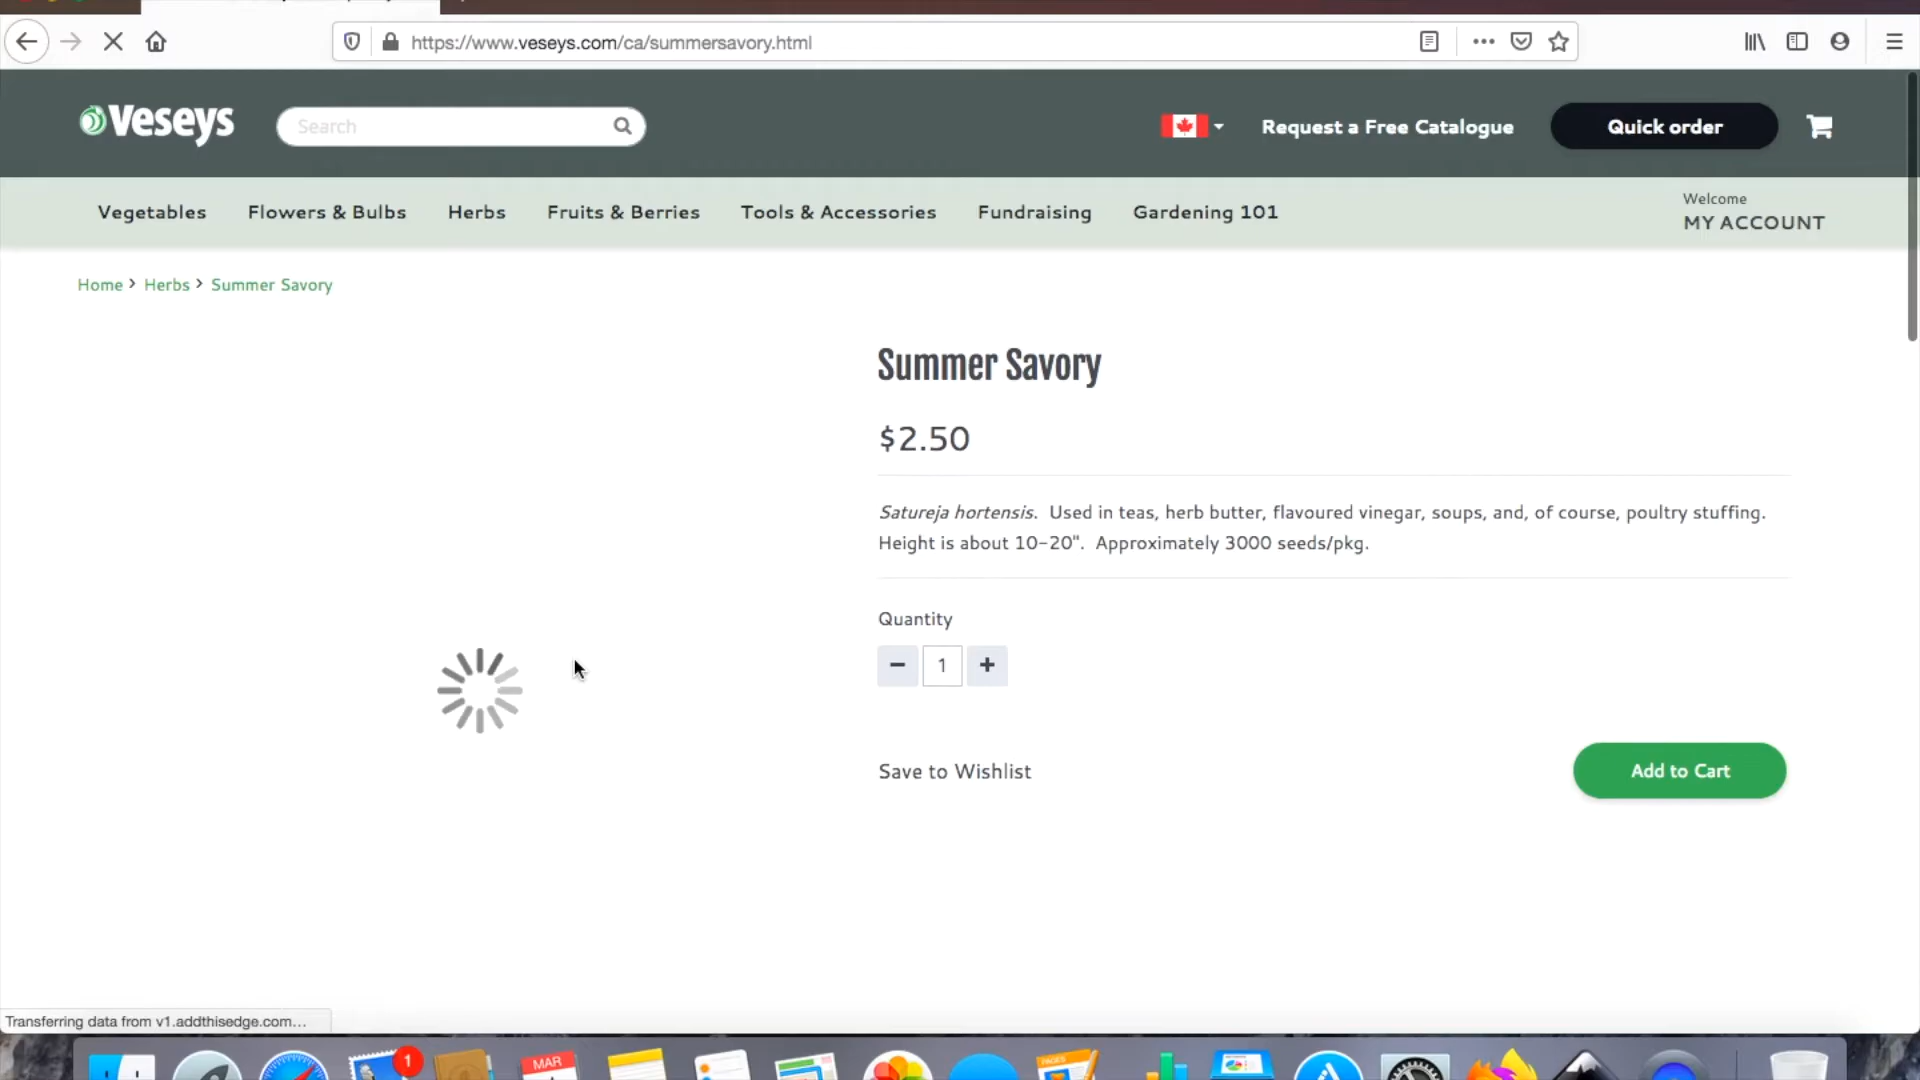 https://www.veseys.com/ca/summersavory.html
Veseys
Search
Request a Free Catalogue
Quick order
Vegetables
Flowers & Bulbs
Herbs
Fruits & Berries
Tools & Accessories
Fundraising
Gardening 101
Welcome
MY ACCOUNT
Home > Herbs > Summer Savory
Summer Savory
$2.50
Satureja hortensis. Used in teas, herb butter, flavoured vinegar, soups, and, of course, poultry stuffing.
Height is about 10-20". Approximately 3000 seeds/pkg.
Quantity
− 1 +
Save to Wishlist
Add to Cart
Transferring data from v1.addthisedge.com...
1
MAR
PAGES